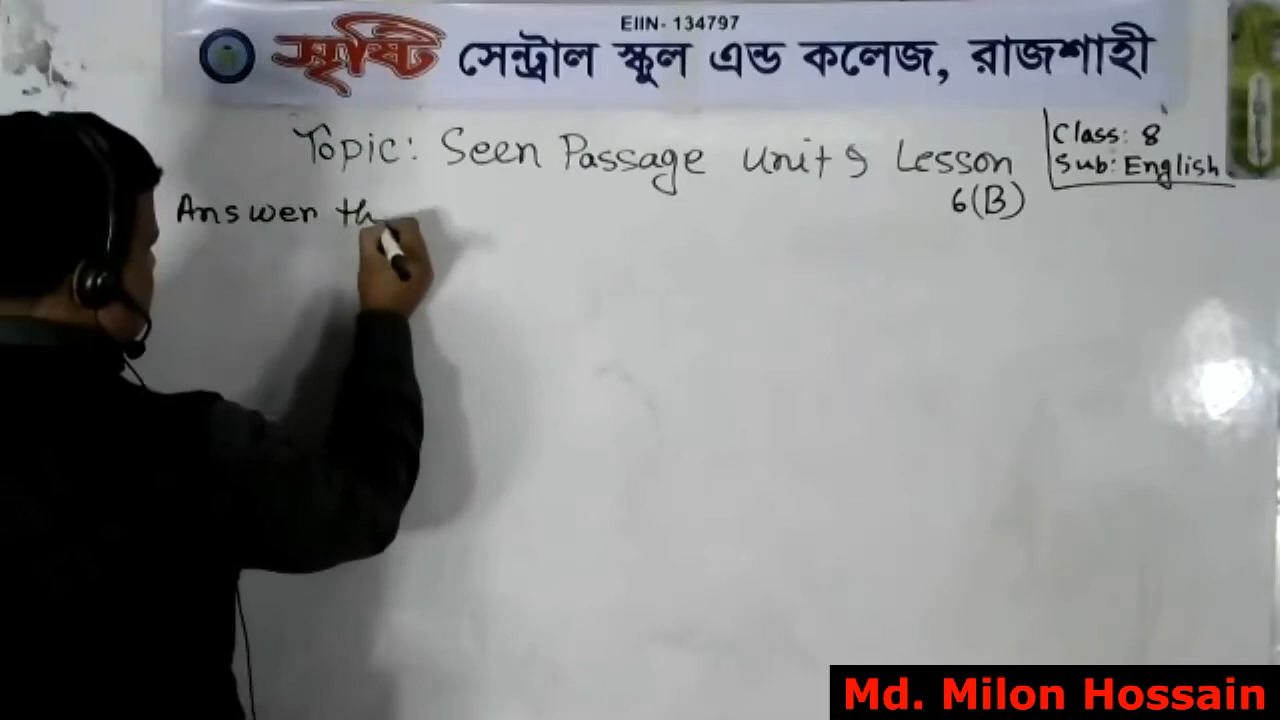 EIIN- 134797
সৃষ্টি সেন্ট্রাল স্কুল এন্ড কলেজ, রাজশাহী
Topic: Seen Passage Unit 9 Lesson 6(B)
Class: 8
Sub: English
Answer th
Md. Milon Hossain